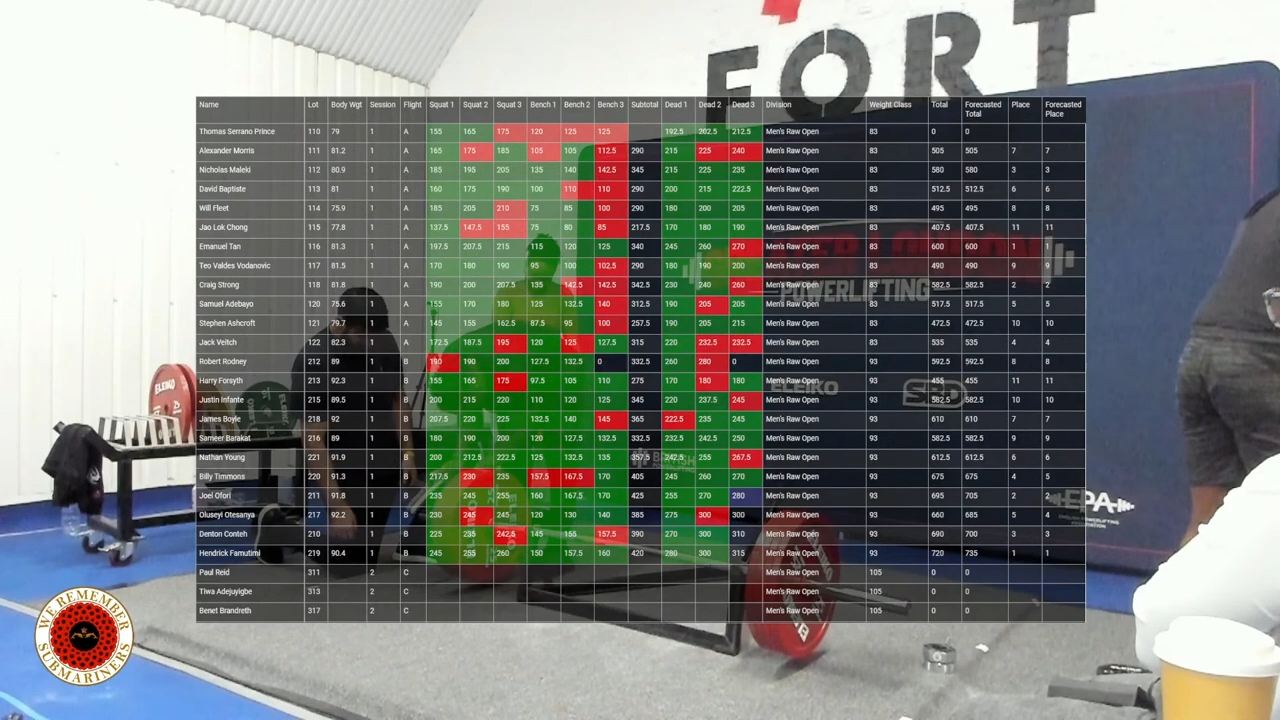 FORT
Name Lot Body Wgt Session Flight Squat 1 Squat 2 Squat 3 Bench 1 Bench 2 Bench 3 Subtotal Dead 1 Dead 2 Dead 3 Division Weight Class Total Forecasted Total Place Forecasted Place
Thomas Serrano Prince 110 79 1 A 155 165 175 120 125 125 192.5 202.5 212.5 Men's Raw Open 83 0 0
Alexander Morris 111 81.2 1 A 165 175 185 105 105 112.5 290 215 225 240 Men's Raw Open 83 505 505 7 7
Nicholas Maleki 112 80.9 1 A 185 195 205 135 140 142.5 345 215 225 235 Men's Raw Open 83 580 580 3 3
David Baptiste 113 81 1 A 160 175 190 100 110 110 290 200 215 222.5 Men's Raw Open 83 512.5 512.5 6 6
Will Fleet 114 75.9 1 A 185 205 210 75 85 100 290 180 200 205 Men's Raw Open 83 495 495 8 8
Jao Lok Chong 115 77.8 1 A 137.5 147.5 155 75 80 85 217.5 170 180 190 Men's Raw Open 83 407.5 407.5 11 11
Emanuel Tan 116 81.3 1 A 197.5 207.5 215 115 120 125 340 245 260 270 Men's Raw Open 83 600 600 1 1
Teo Valdes Vodanovic 117 81.5 1 A 170 180 190 95 100 102.5 290 180 190 200 Men's Raw Open 83 490 490 9 9
Craig Strong 118 81.8 1 A 190 200 207.5 135 142.5 142.5 342.5 230 240 260 Men's Raw Open 83 582.5 582.5 2 2
POWERLIFTING
Samuel Adebayo 120 75.6 1 A 155 170 180 125 132.5 140 312.5 190 205 205 Men's Raw Open 83 517.5 517.5 5 5
Stephen Ashcroft 121 79.7 1 A 145 155 162.5 87.5 95 100 257.5 190 205 215 Men's Raw Open 83 472.5 472.5 10 10
Jack Veitch 122 82.3 1 A 172.5 187.5 195 120 125 127.5 315 220 232.5 232.5 Men's Raw Open 83 535 535 4 4
Robert Rodney 212 89 1 B 190 190 200 127.5 132.5 0 332.5 260 280 0 Men's Raw Open 93 592.5 592.5 8 8
Harry Forsyth 213 92.3 1 B 155 165 175 97.5 105 110 275 170 180 180 Men's Raw Open 93 455 455 11 11
ELEIKO ELEIKO SBD
Justin Infante 215 89.5 1 B 200 215 220 110 120 125 345 220 237.5 245 Men's Raw Open 93 582.5 582.5 10 10
James Boyle 218 92 1 B 207.5 220 225 132.5 140 145 365 222.5 235 245 Men's Raw Open 93 610 610 7 7
Sameer Barakat 216 89 1 B 180 190 200 120 127.5 132.5 332.5 232.5 242.5 250 Men's Raw Open 93 582.5 582.5 9 9
Nathan Young 221 91.9 1 B 200 212.5 222.5 125 132.5 135 357.5 242.5 255 267.5 Men's Raw Open 93 612.5 612.5 6 6
Billy Timmons 220 91.3 1 B 217.5 230 235 157.5 167.5 170 405 245 260 270 Men's Raw Open 93 675 675 4 5
Joel Ofori 211 91.8 1 B 235 245 255 160 167.5 170 425 255 270 280 Men's Raw Open 93 695 705 2 2
EPA
Oluseyi Otesanya 217 92.2 1 B 230 245 245 120 130 140 385 275 300 300 Men's Raw Open 93 660 685 5 4
Denton Conteh 210 90 1 B 225 235 242.5 145 155 157.5 390 270 300 310 Men's Raw Open 93 690 700 3 3
Hendrick Famutimi 219 90.4 1 B 245 255 260 150 157.5 160 420 280 300 315 Men's Raw Open 93 720 735 1 1
Paul Reid 311 2 C Men's Raw Open 105 0 0
Tiwa Adejuyigbe 313 2 C Men's Raw Open 105 0 0
Benet Brandreth 317 2 C Men's Raw Open 105 0 0
WE REMEMBER
SUBMARINERS